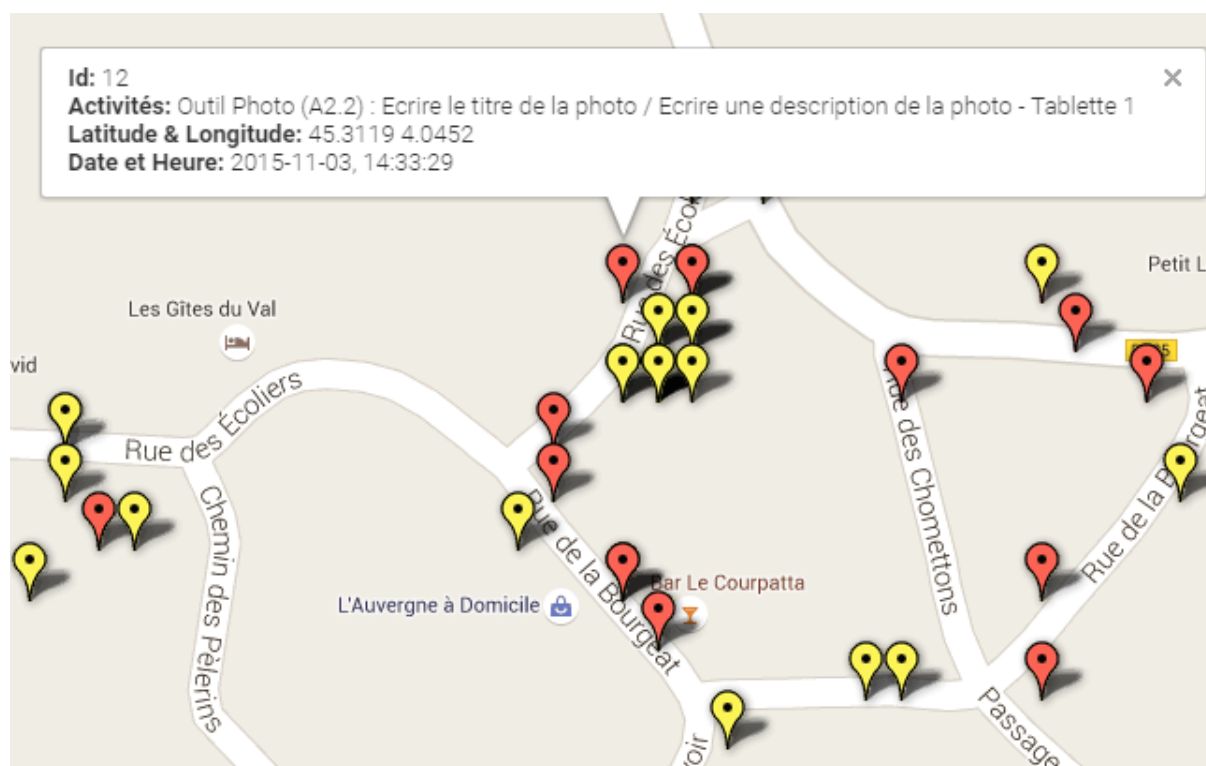 Id: 12
Activités: Outil Photo (A2.2) : Ecrire le titre de la photo / Ecrire une description de la photo - Tablette 1
Latitude & Longitude: 45.3119 4.0452
Date et Heure: 2015-11-03, 14:33:29
×
Rue des Écol
Petit L
Les Gîtes du Val
vid
Rue des Écoliers
Rue des Chomettons
Rue de la Bourgeat
Chemin des Pèlerins
Rue de la Bourgeat
Bar Le Courpatta
L'Auvergne à Domicile
Passage
oir